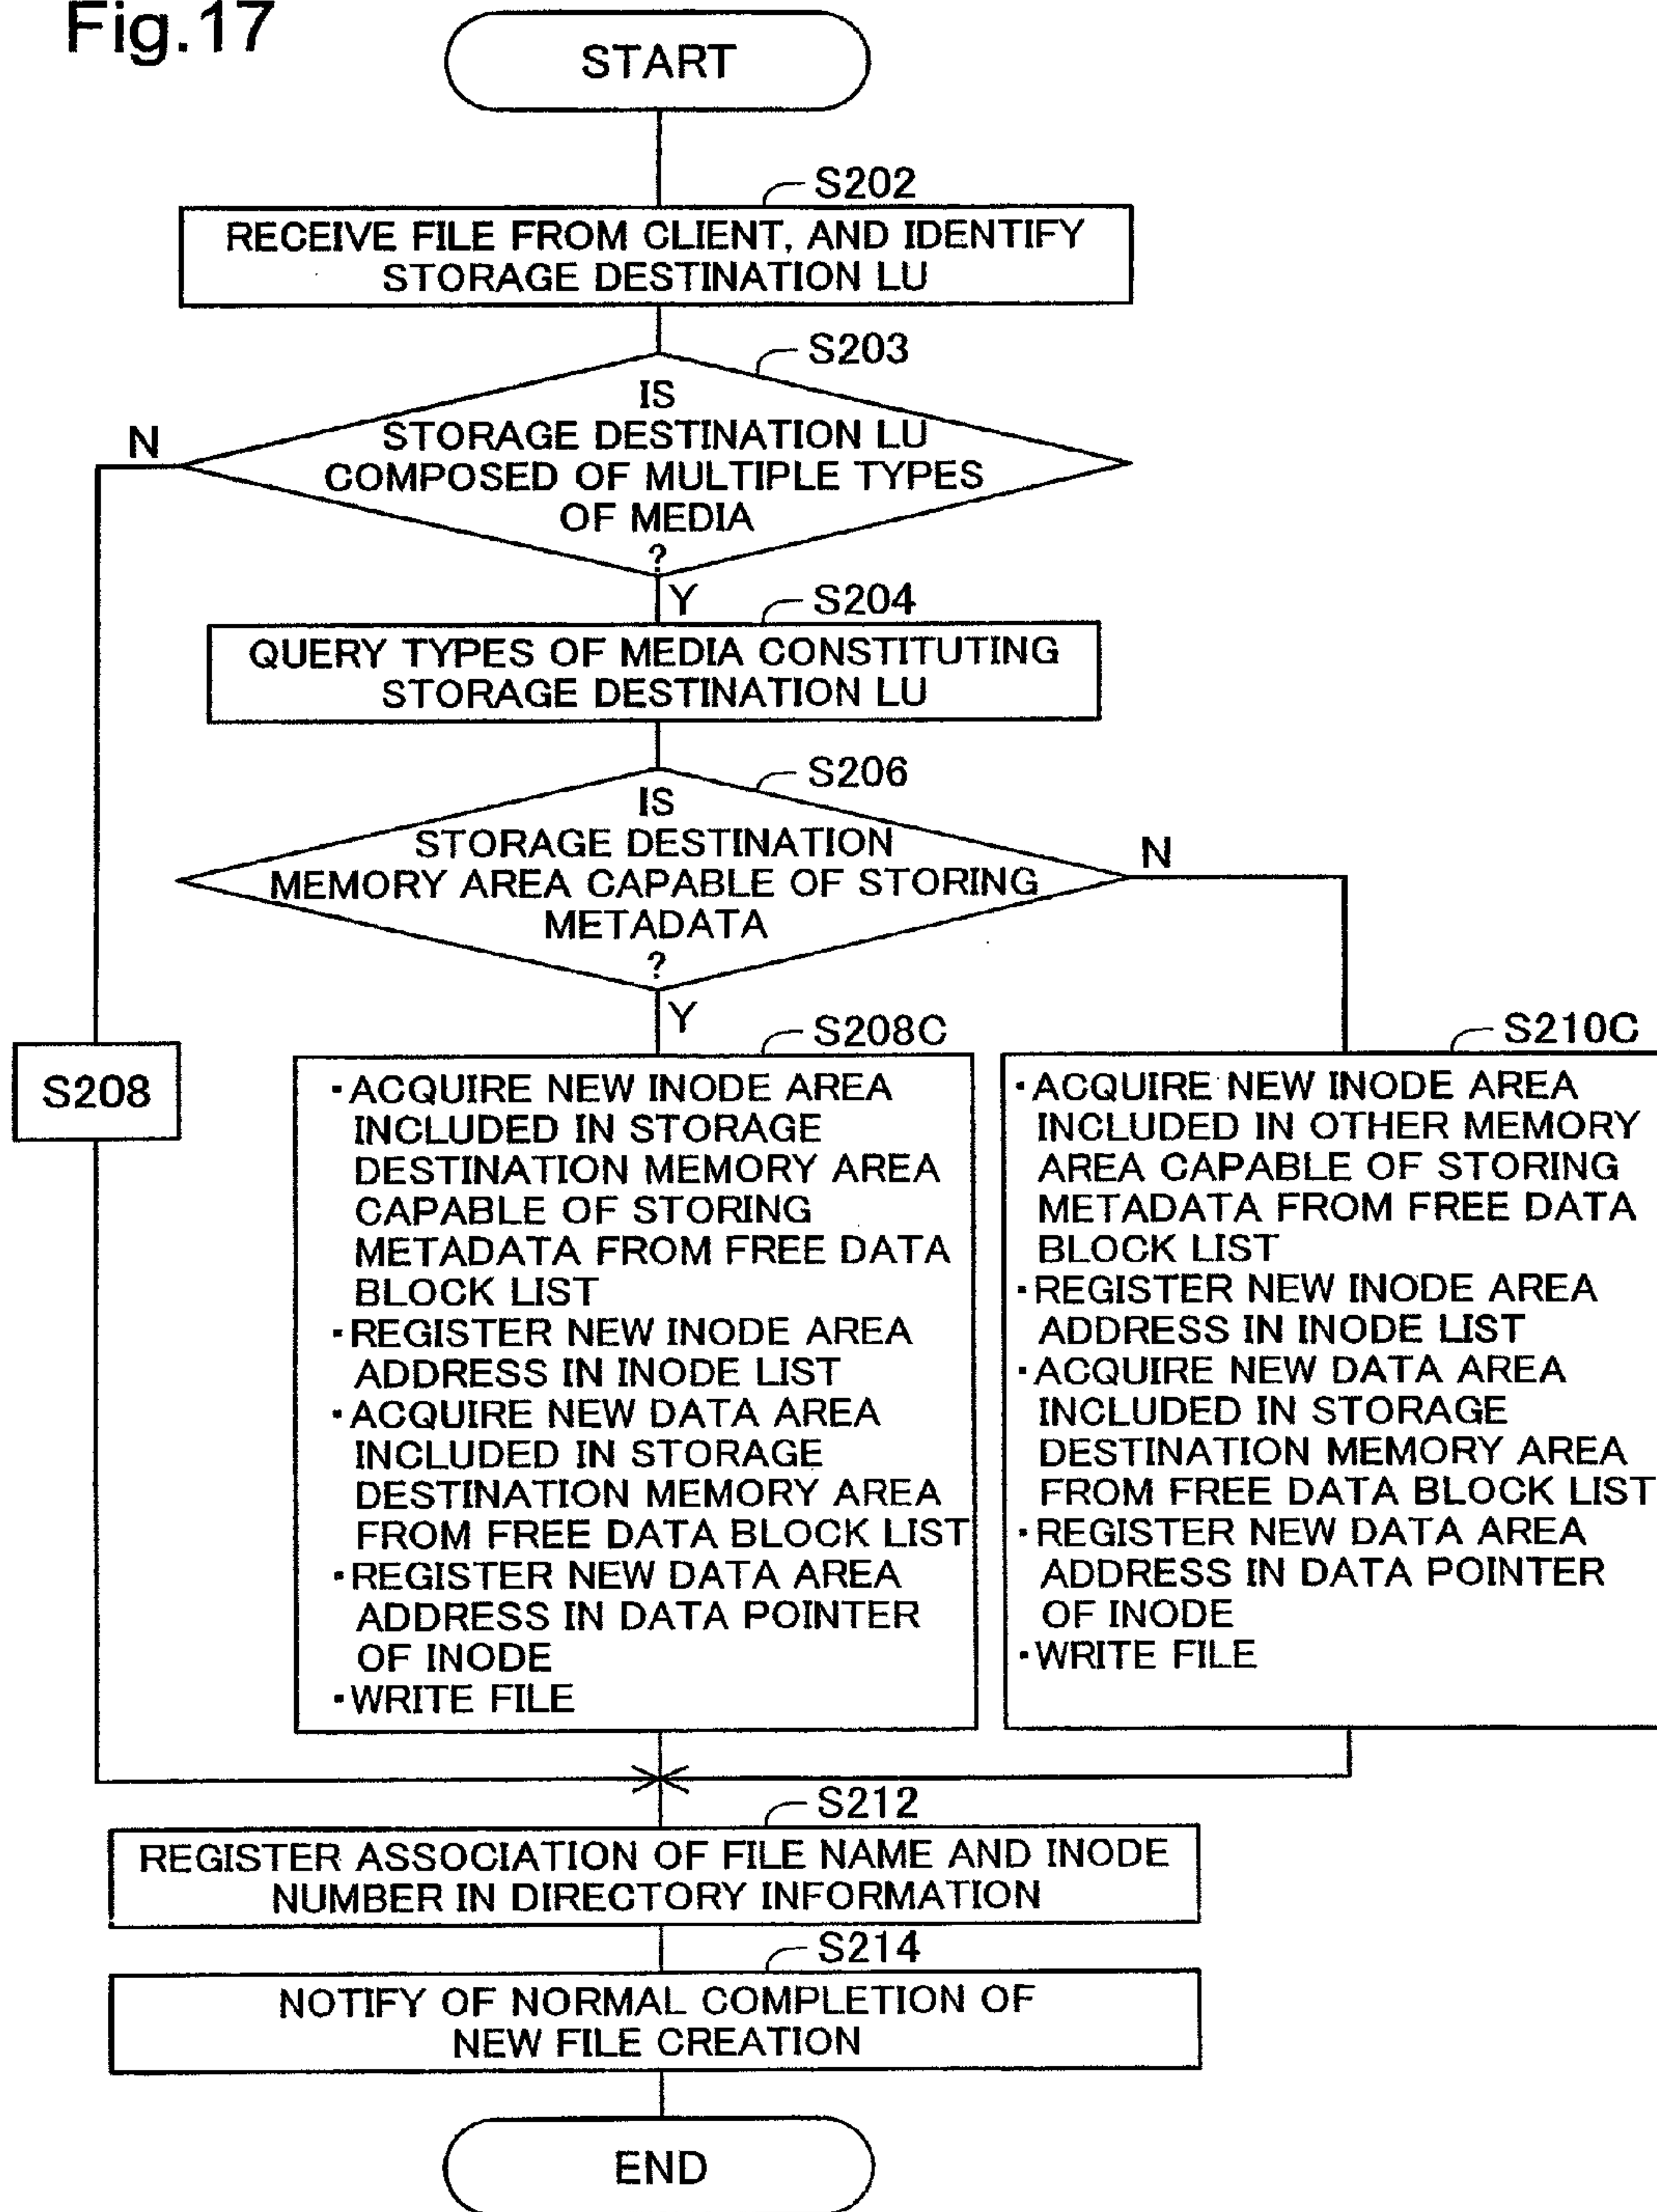 Fig.17
START
S202
RECEIVE FILE FROM CLIENT, AND IDENTIFY
STORAGE DESTINATION LU
S203
IS
STORAGE DESTINATION LU
COMPOSED OF MULTIPLE TYPES
OF MEDIA
?
N
Y
S204
QUERY TYPES OF MEDIA CONSTITUTING
STORAGE DESTINATION LU
S206
IS
STORAGE DESTINATION
MEMORY AREA CAPABLE OF STORING
METADATA
?
N
Y
S208
S208C
▪ACQUIRE NEW INODE AREA
INCLUDED IN STORAGE
DESTINATION MEMORY AREA
CAPABLE OF STORING
METADATA FROM FREE DATA
BLOCK LIST
▪REGISTER NEW INODE AREA
ADDRESS IN INODE LIST
▪ACQUIRE NEW DATA AREA
INCLUDED IN STORAGE
DESTINATION MEMORY AREA
FROM FREE DATA BLOCK LIST
▪REGISTER NEW DATA AREA
ADDRESS IN DATA POINTER
OF INODE
▪WRITE FILE
S210C
▪ACQUIRE NEW INODE AREA
INCLUDED IN OTHER MEMORY
AREA CAPABLE OF STORING
METADATA FROM FREE DATA
BLOCK LIST
▪REGISTER NEW INODE AREA
ADDRESS IN INODE LIST
▪ACQUIRE NEW DATA AREA
INCLUDED IN STORAGE
DESTINATION MEMORY AREA
FROM FREE DATA BLOCK LIST
▪REGISTER NEW DATA AREA
ADDRESS IN DATA POINTER
OF INODE
▪WRITE FILE
S212
REGISTER ASSOCIATION OF FILE NAME AND INODE
NUMBER IN DIRECTORY INFORMATION
S214
NOTIFY OF NORMAL COMPLETION OF
NEW FILE CREATION
END